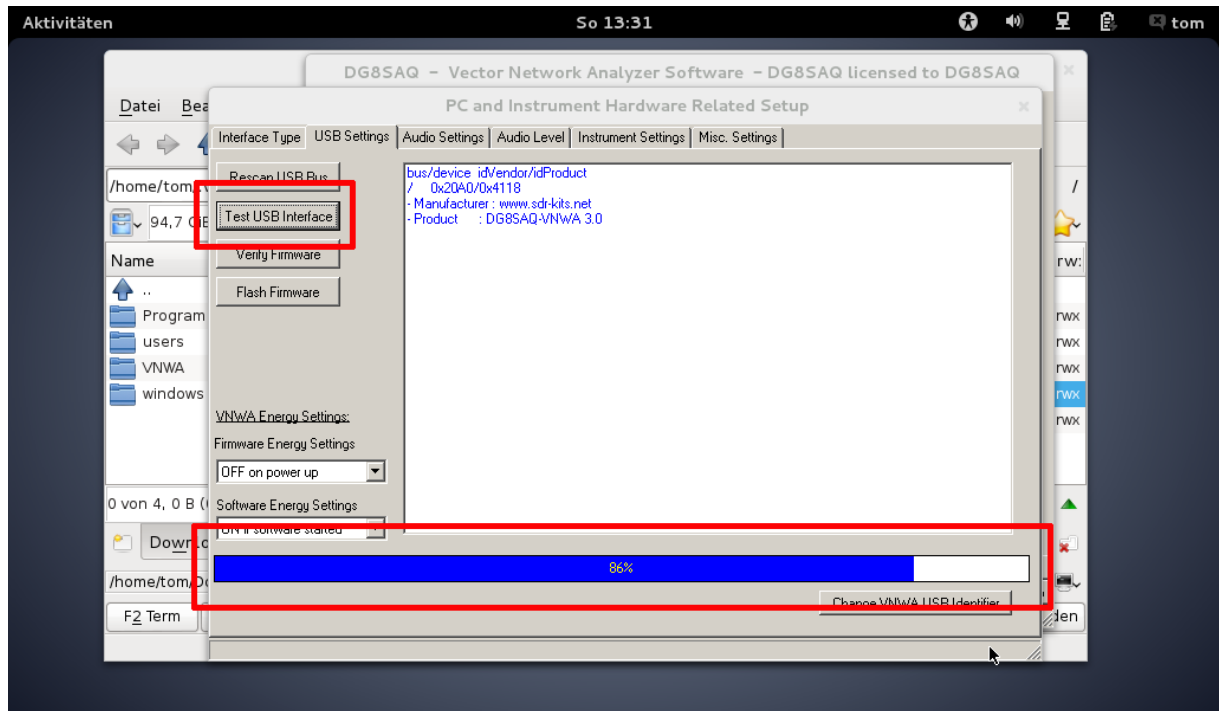 Aktivitäten So 13:31 tom
DG8SAQ – Vector Network Analyzer Software – DG8SAQ licensed to DG8SAQ
Datei
PC and Instrument Hardware Related Setup
Interface Type USB Settings Audio Settings Audio Level Instrument Settings Misc. Settings
Rescan USB Bus
Test USB Interface
Verify Firmware
Flash Firmware
bus/device idVendor/idProduct
/ 0x20A0/0x4118
- Manufacturer : www.sdr-kits.net
- Product : DG8SAQ-VNWA 3.0
/home/tom/ /
94,7 GiB
Name rw:
..
Program rwx
users rwx
VNWA rwx
windows rwx
rwx
VNWA Energy Settings:
Firmware Energy Settings
OFF on power up
0 von 4, 0 B
Software Energy Settings
ON if software started
86%
/home/tom/Do
Change VNWA USB Identifier
F2 Term